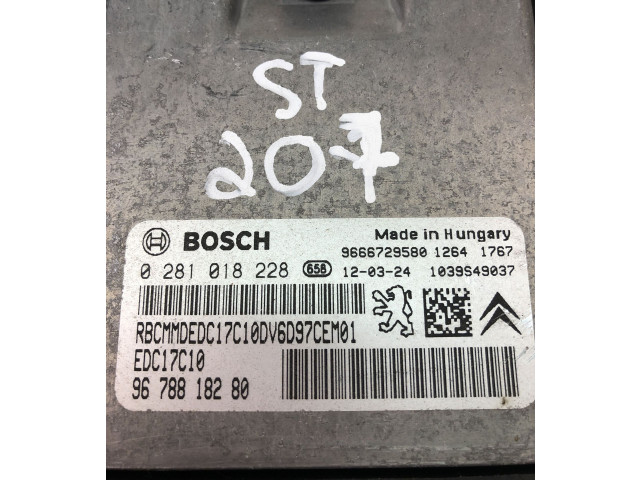 ST
207
BOSCH
Made in Hungary
9666729580 1264 1767
0 281 018 228 658 12-03-24 1039S49037
RBCMMDEDC17C10DV6D97CEM01
EDC17C10
96 788 182 80